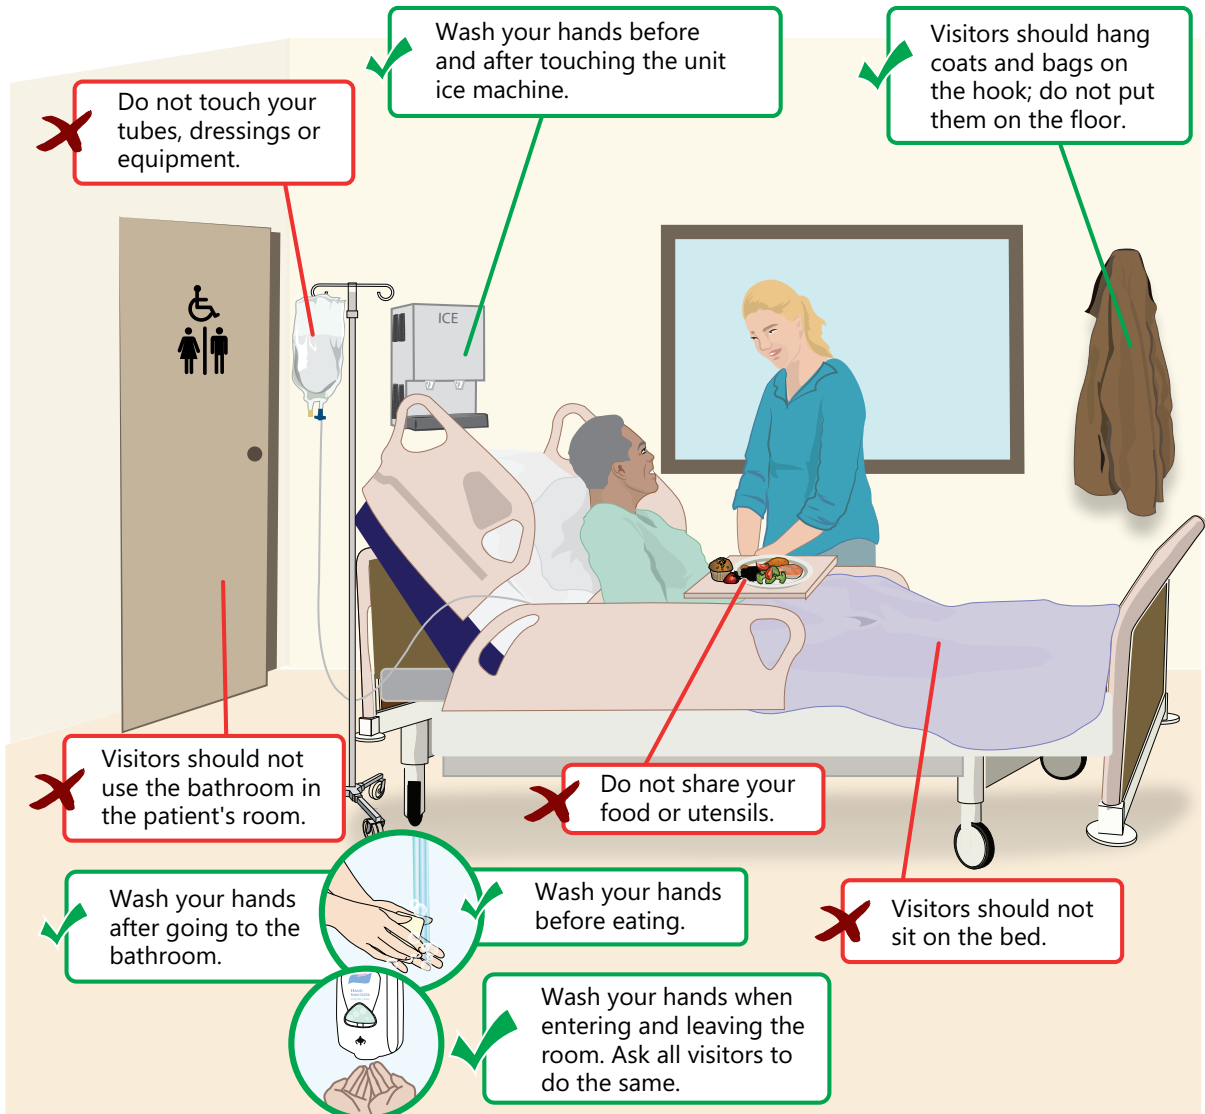 Wash your hands before
and after touching the unit
ice machine.
Visitors should hang
coats and bags on
the hook; do not put
them on the floor.
Do not touch your
tubes, dressings or
equipment.
ICE
Visitors should not
use the bathroom in
the patient's room.
Do not share your
food or utensils.
Wash your hands
after going to the
bathroom.
Wash your hands
before eating.
Visitors should not
sit on the bed.
HAND
SANITIZER
Wash your hands when
entering and leaving the
room. Ask all visitors to
do the same.